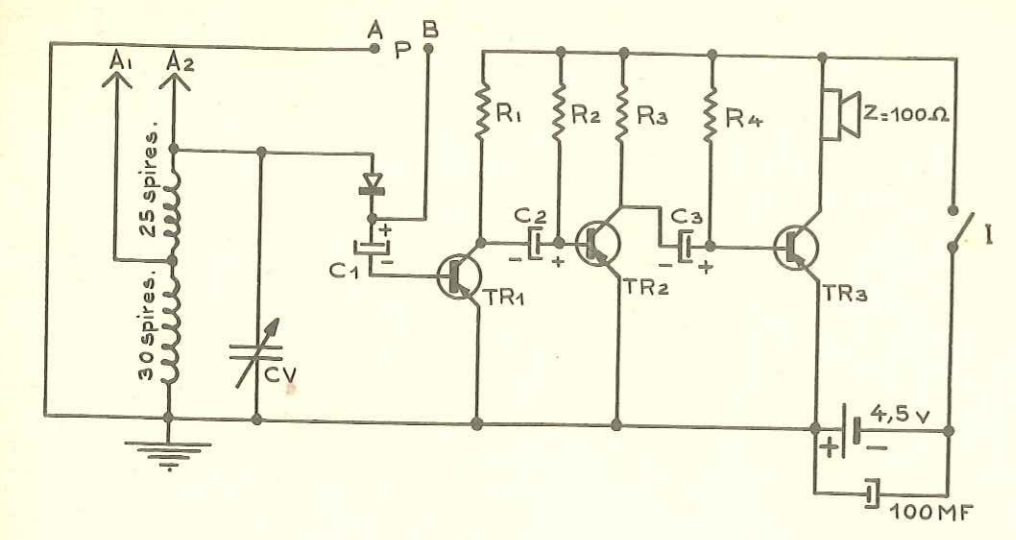 A
B
P
A1
A2
R1
R2
R3
R4
Z=100Ω
25 spires.
+
-
C1
C2
-
+
C3
-
+
I
TR1
TR2
TR3
30 spires.
CV
4,5 v
+
-
100MF